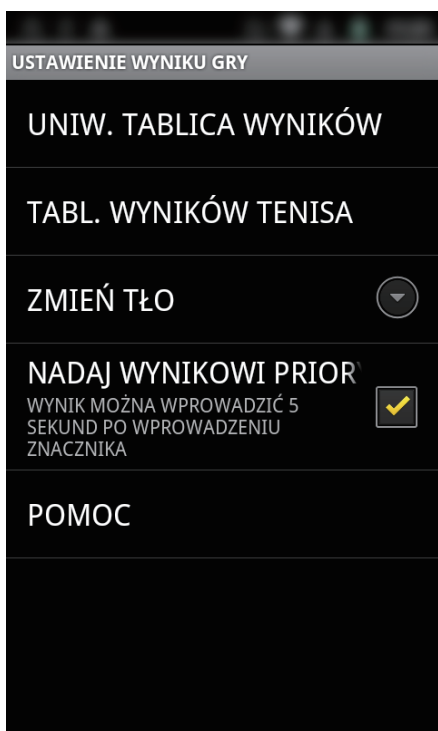 USTAWIENIE WYNIKU GRY
UNIW. TABLICA WYNIKÓW
TABL. WYNIKÓW TENISA
ZMIEŃ TŁO
NADAJ WYNIKOWI PRIOR
WYNIK MOŻNA WPROWADZIĆ 5
SEKUND PO WPROWADZENIU
ZNACZNIKA
POMOC